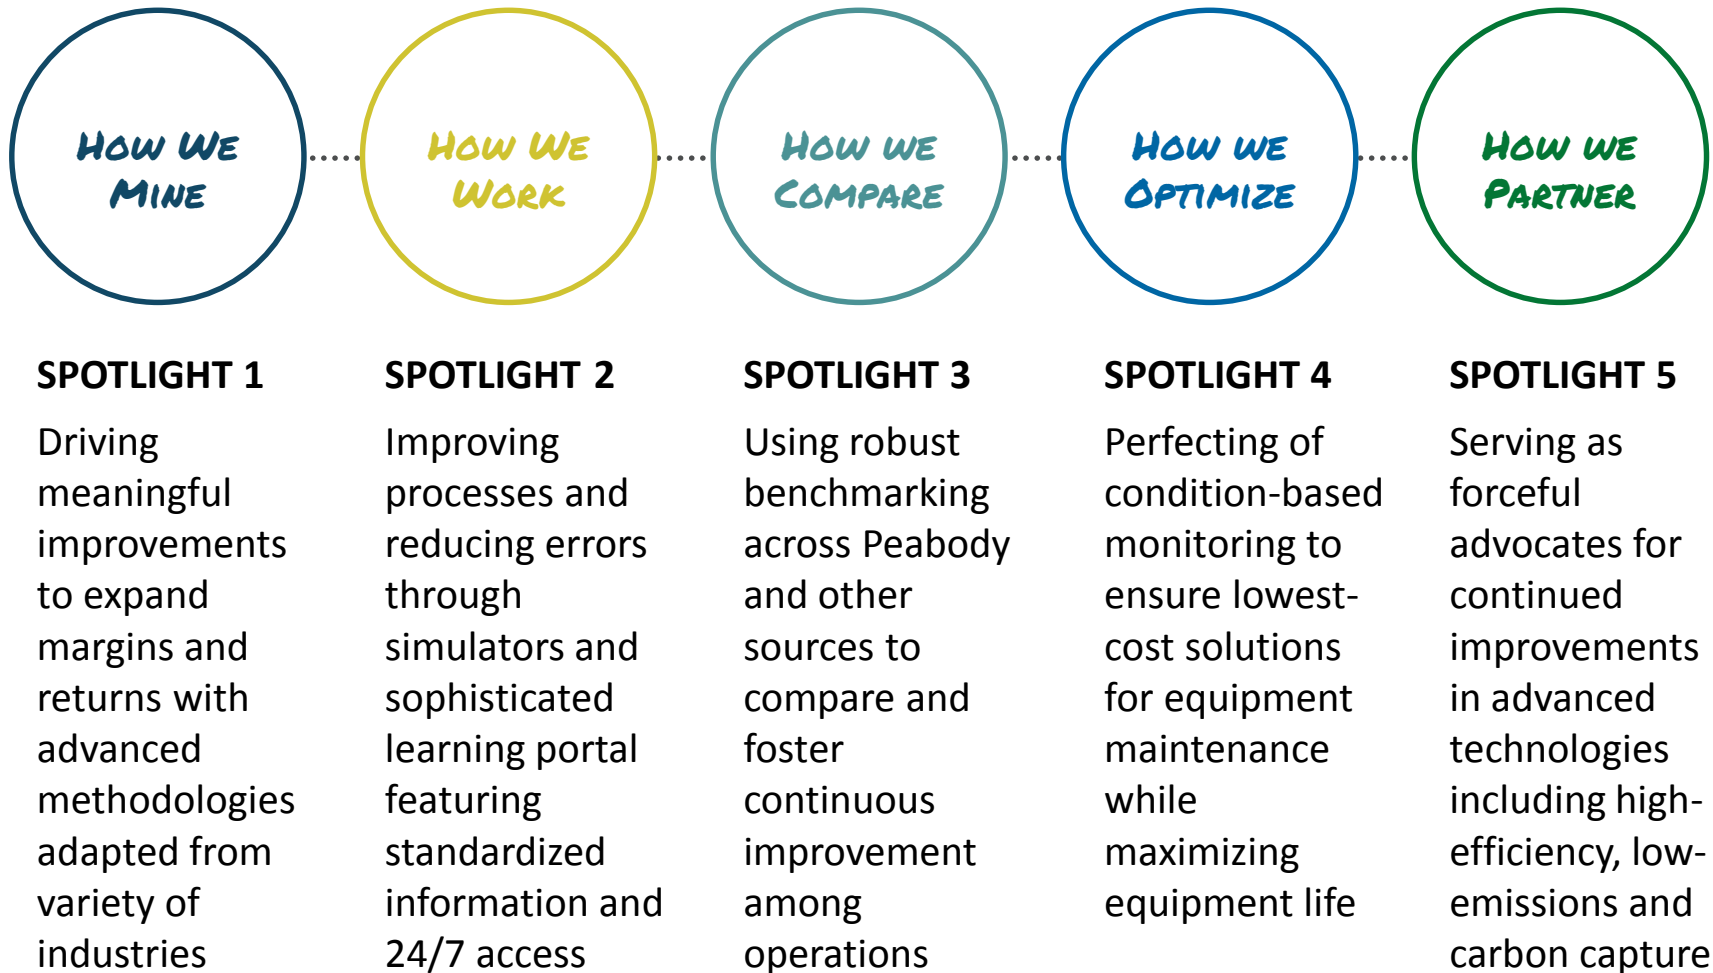 How We
Mine
How We
Work
How we
Compare
How we
Optimize
How we
Partner
SPOTLIGHT 1
Driving
meaningful
improvements
to expand
margins and
returns with
advanced
methodologies
adapted from
variety of
industries
SPOTLIGHT 2
Improving
processes and
reducing errors
through
simulators and
sophisticated
learning portal
featuring
standardized
information and
24/7 access
SPOTLIGHT 3
Using robust
benchmarking
across Peabody
and other
sources to
compare and
foster
continuous
improvement
among
operations
SPOTLIGHT 4
Perfecting of
condition-based
monitoring to
ensure lowest-
cost solutions
for equipment
maintenance
while
maximizing
equipment life
SPOTLIGHT 5
Serving as
forceful
advocates for
continued
improvements
in advanced
technologies
including high-
efficiency, low-
emissions and
carbon capture